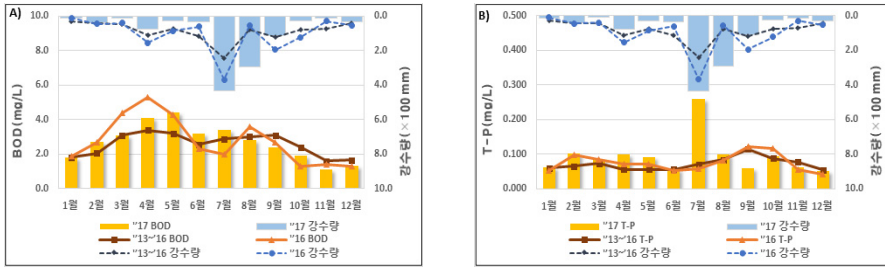 A)
BOD(mg/L)
10.0
8.0
6.0
4.0
2.0
0.0
0.0
2.0
4.0
6.0
8.0
10.0
강수량(×100 mm)
1월 2월 3월 4월 5월 6월 7월 8월 9월 10월 11월 12월
"17 BOD "17 강수량
"13~'16 BOD "16 BOD
"13~'16 강수량 "16 강수량
B)
T-P(mg/L)
0.500
0.400
0.300
0.200
0.100
0.000
0.0
2.0
4.0
6.0
8.0
10.0
강수량(×100 mm)
1월 2월 3월 4월 5월 6월 7월 8월 9월 10월 11월 12월
"17 T-P "17 강수량
"13~'16 T-P "16 T-P
"13~'16 강수량 "16 강수량